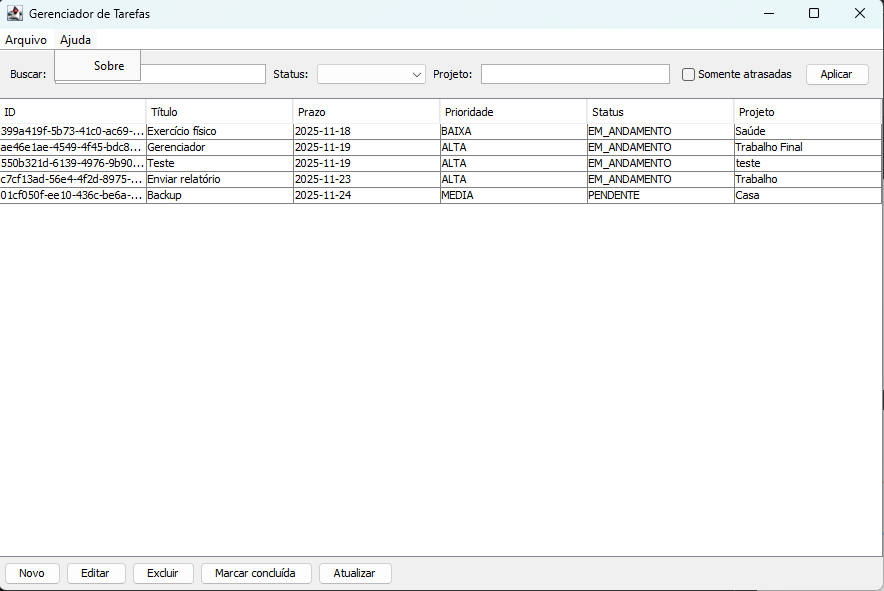 Gerenciador de Tarefas
Arquivo Ajuda
Sobre
Buscar: Status: Projeto: Somente atrasadas Aplicar
ID Título Prazo Prioridade Status Projeto
399a419f-5b73-41c0-ac69-... Exercício físico 2025-11-18 BAIXA EM_ANDAMENTO Saúde
ae46e1ae-4549-4f45-bdc8... Gerenciador 2025-11-19 ALTA EM_ANDAMENTO Trabalho Final
550b321d-6139-4976-9b90... Teste 2025-11-19 ALTA EM_ANDAMENTO teste
c7cf13ad-56e4-4f2d-8975-... Enviar relatório 2025-11-23 ALTA EM_ANDAMENTO Trabalho
01cf050f-ee10-436c-be6a-... Backup 2025-11-24 MEDIA PENDENTE Casa
Novo Editar Excluir Marcar concluída Atualizar